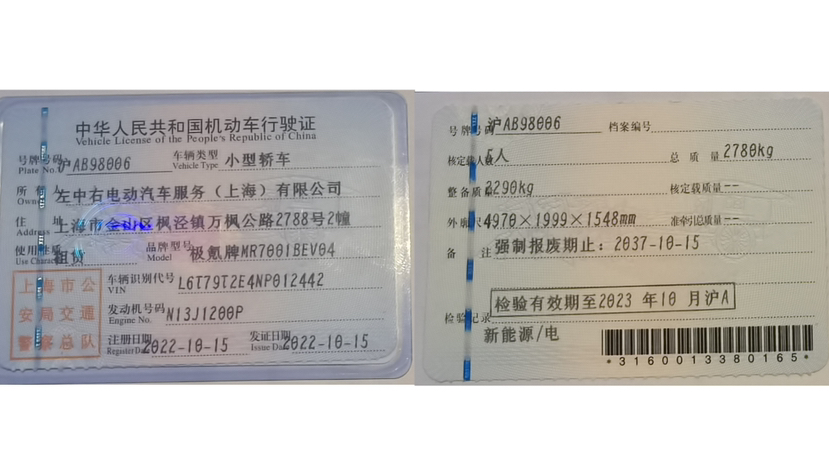 中华人民共和国机动车行驶证
Vehicle License of the People's Republic of China
号牌号码 Plate No. 沪AB98006 车辆类型 Vehicle Type 小型轿车
所有人 Owner 左中右电动汽车服务（上海）有限公司
住址 Address 上海市金山区枫泾镇万枫公路2788号2幢
使用性质 Use Character 租赁 品牌型号 Model 极氪牌MR7001BEV04
车辆识别代号 VIN L6T79T2E4NP012442
发动机号码 Engine No. N13J1200P
注册日期 Register Date 2022-10-15 发证日期 Issue Date 2022-10-15
上海市公
安局交通
警察总队
号牌号码 沪AB98006 档案编号
核定载人数 5人 总质量 2780kg
整备质量 2290kg 核定载质量 --
外廓尺寸 4970×1999×1548mm 准牵引总质量 --
备注 强制报废期止：2037-10-15
检验有效期至2023 年10 月沪A
检验记录
新能源/电
*3160013380165*